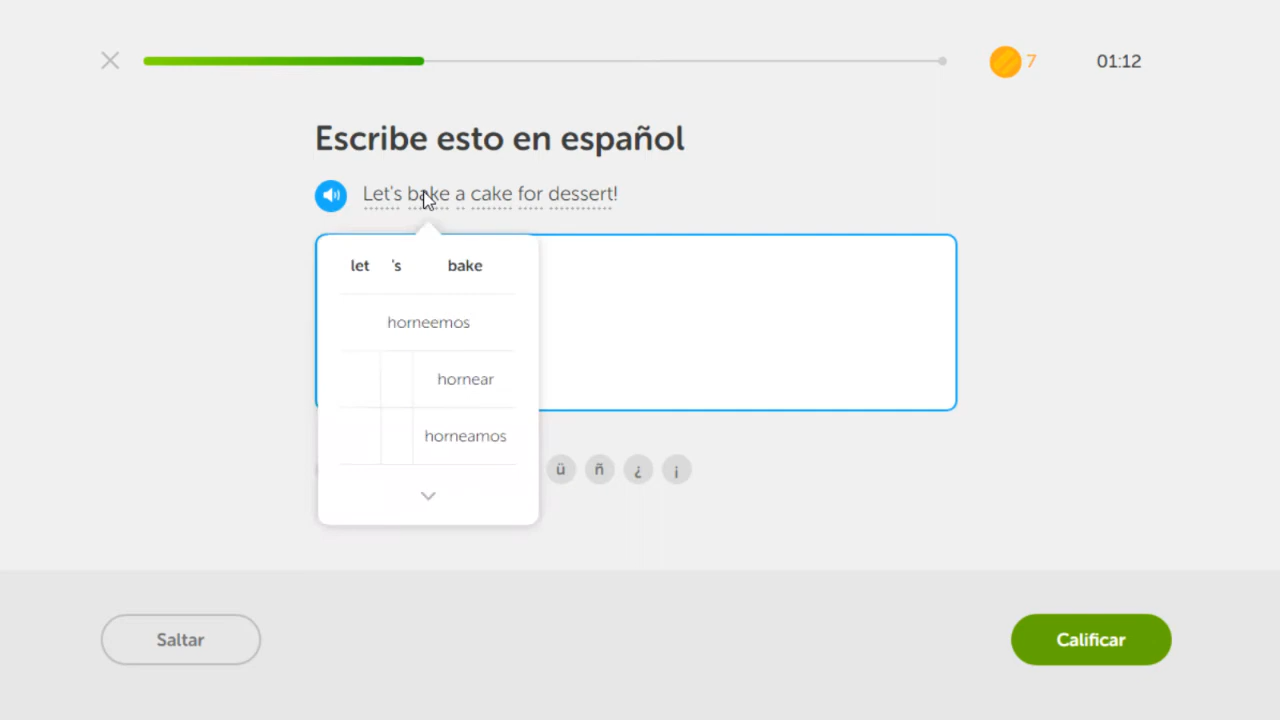 7 01:12
Escribe esto en español
Let's bake a cake for dessert!
let 's bake
horneemos
hornear
horneamos
ü ñ ¿ ¡
Saltar Calificar